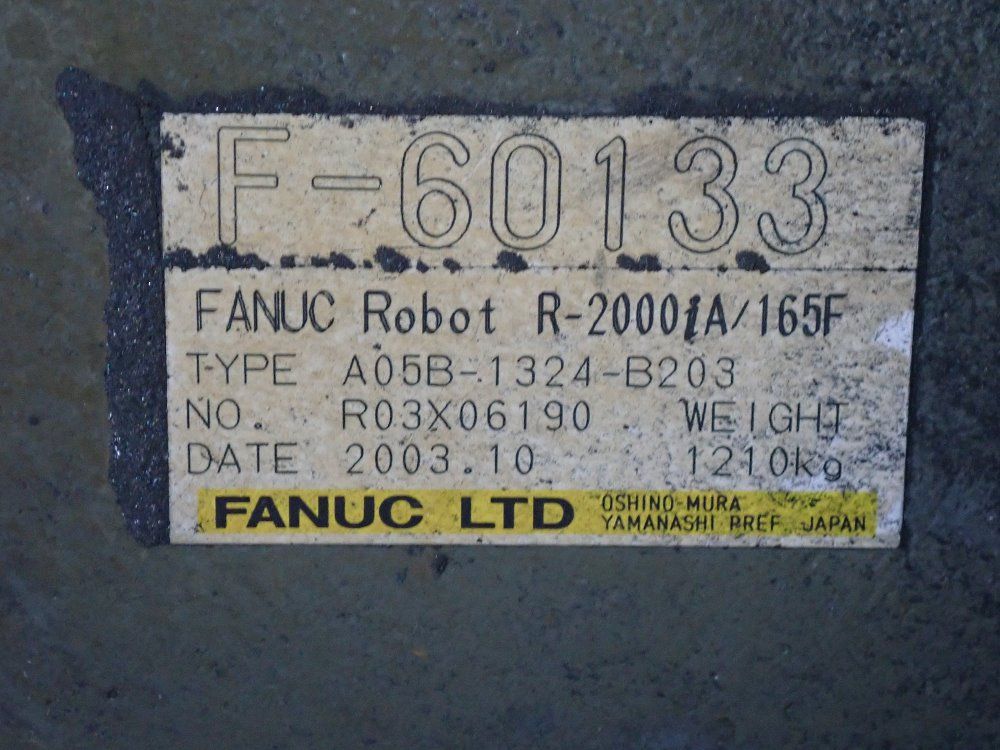 F-60133
FANUC Robot R-2000iA/165F
TYPE A05B-1324-B203
NO. R03X06190 WEIGHT
DATE 2003.10 1210kg
FANUC LTD OSHINO-MURA
YAMANASHI PREF. JAPAN